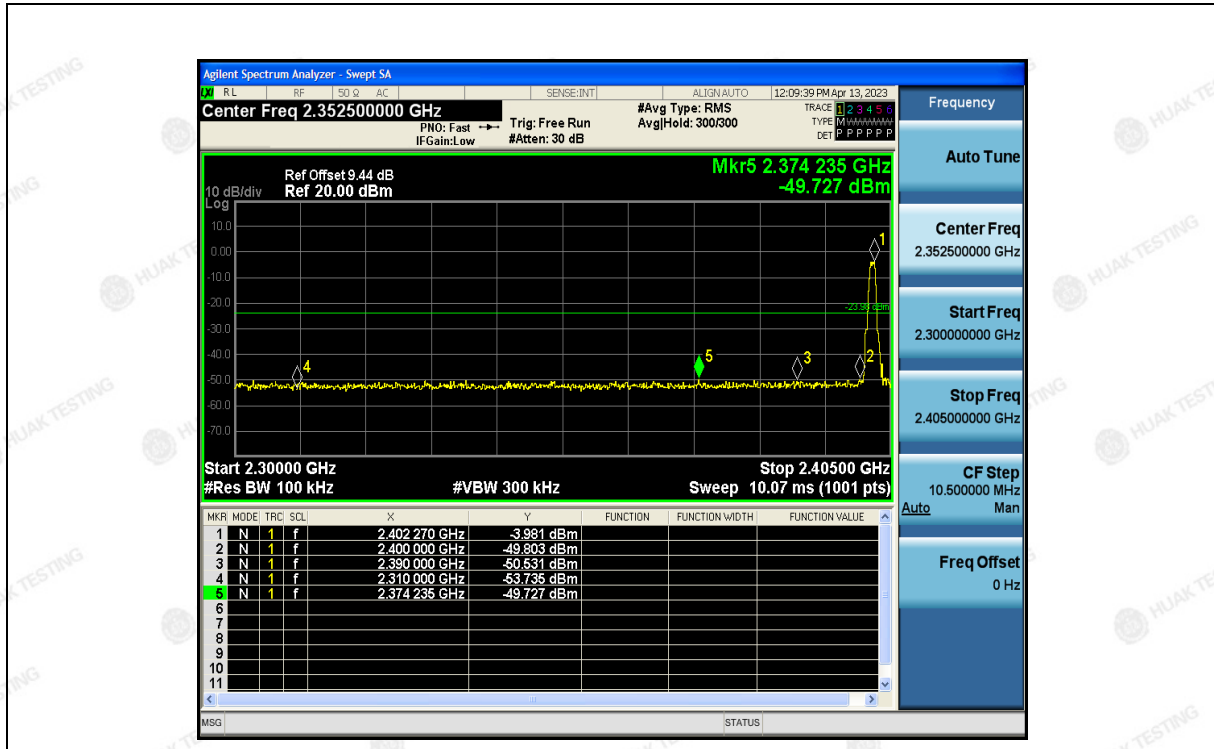 Agilent Spectrum Analyzer - Swept SA
LXI RL RF 50 Ω AC SENSE:INT ALIGN AUTO 12:09:39 PM Apr 13, 2023
Center Freq 2.352500000 GHz
PNO: Fast
IFGain:Low
Trig: Free Run
#Atten: 30 dB
#Avg Type: RMS
Avg|Hold: 300/300
TRACE 1 2 3 4 5 6
TYPE M
DET P P P P P P
Mkr5 2.374 235 GHz
-49.727 dBm
Ref Offset 9.44 dB
10 dB/div Ref 20.00 dBm
Log
10.0
0.00
-10.0
-20.0
-30.0
-40.0
-50.0
-60.0
-70.0
1
-23.98 dBm
4
5
3
2
Start 2.30000 GHz Stop 2.40500 GHz
#Res BW 100 kHz #VBW 300 kHz Sweep 10.07 ms (1001 pts)
MKR MODE TRC SCL X Y FUNCTION FUNCTION WIDTH FUNCTION VALUE
1 N 1 f 2.402 270 GHz -3.981 dBm
2 N 1 f 2.400 000 GHz -49.803 dBm
3 N 1 f 2.390 000 GHz -50.531 dBm
4 N 1 f 2.310 000 GHz -53.735 dBm
5 N 1 f 2.374 235 GHz -49.727 dBm
6
7
8
9
10
11
MSG STATUS
Frequency
Auto Tune
Center Freq
2.352500000 GHz
Start Freq
2.300000000 GHz
Stop Freq
2.405000000 GHz
CF Step
10.500000 MHz
Auto Man
Freq Offset
0 Hz
HUAK TESTING